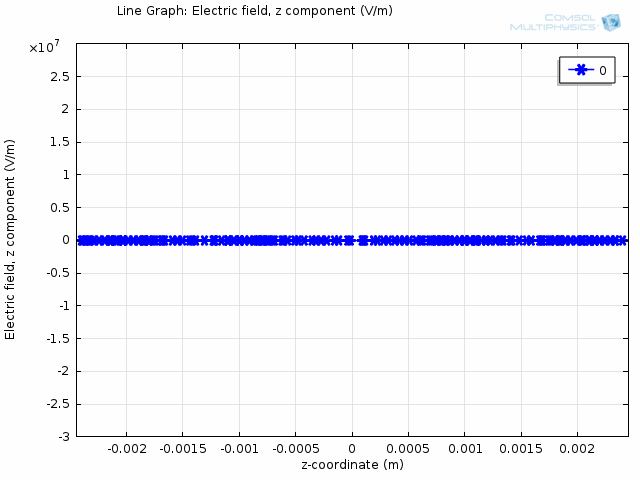 Line Graph: Electric field, z component (V/m)
COMSOL
MULTIPHYSICS
×10⁷
0
2.5
2
1.5
1
0.5
0
-0.5
-1
-1.5
-2
-2.5
-3
Electric field, z component (V/m)
-0.002 -0.0015 -0.001 -0.0005 0 0.0005 0.001 0.0015 0.002
z-coordinate (m)